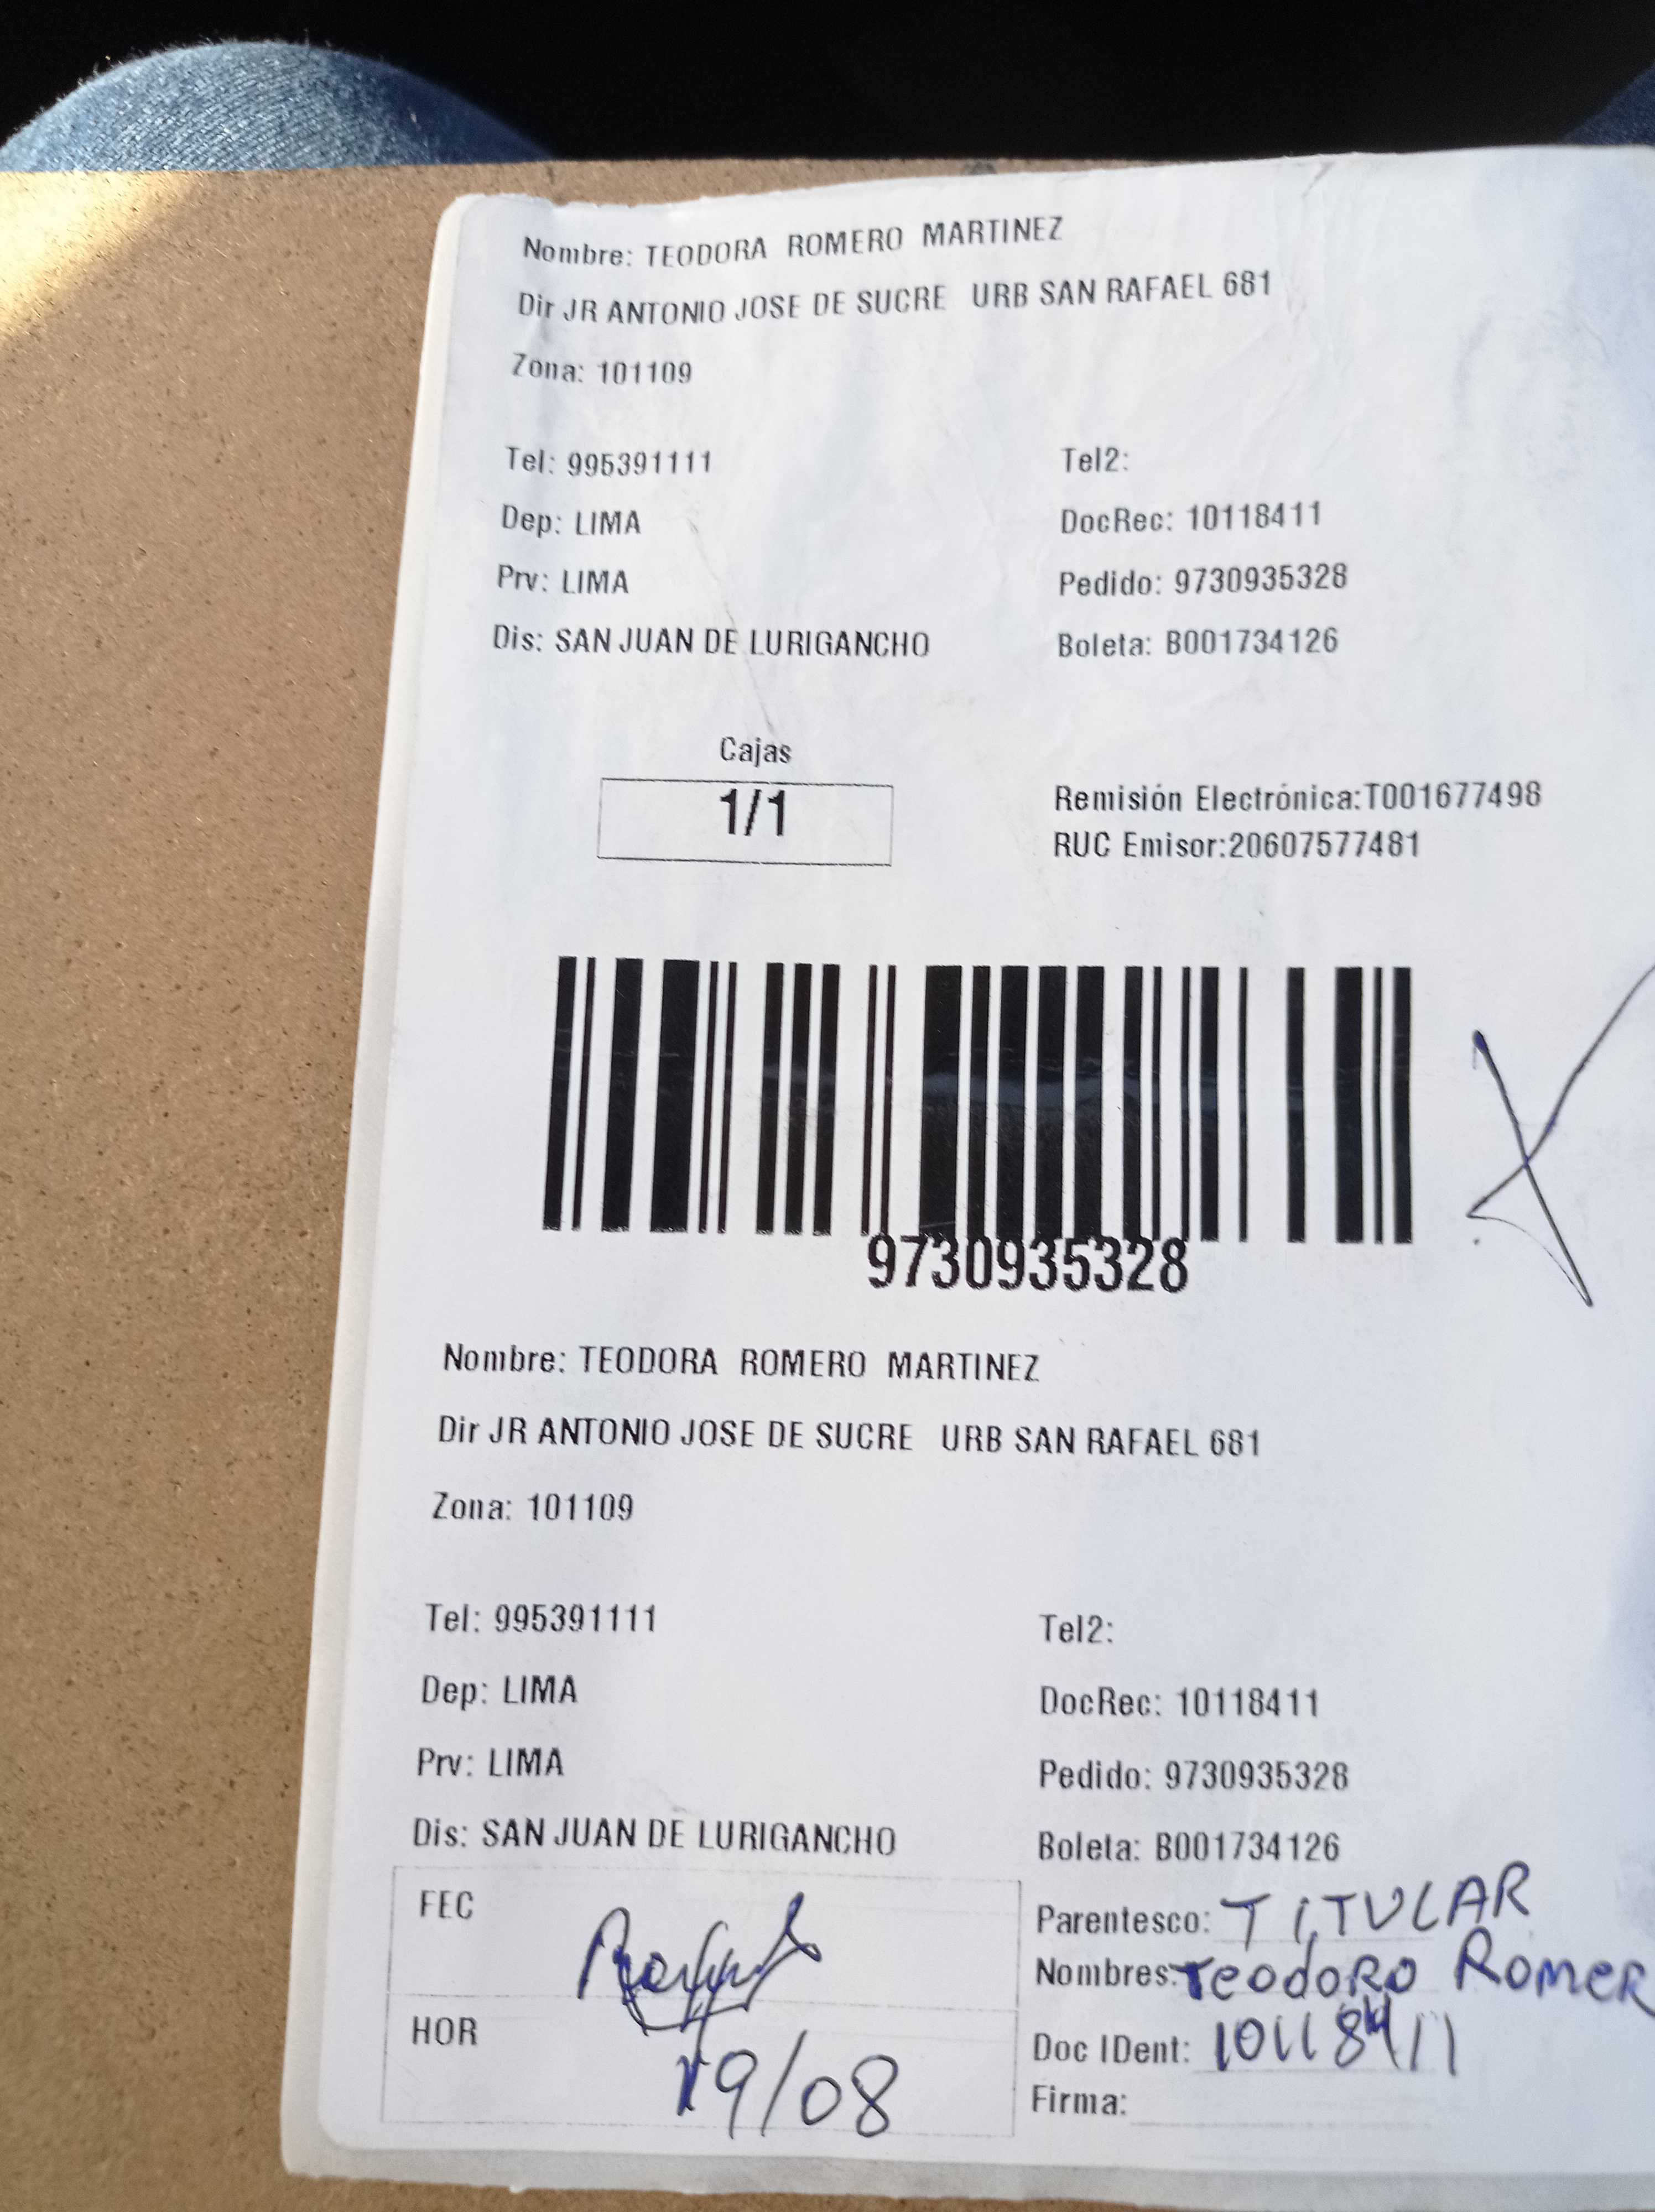 Nombre: TEODORA ROMERO MARTINEZ
Dir JR ANTONIO JOSE DE SUCRE URB SAN RAFAEL 681
Zona: 101109
Tel: 995391111 Tel2:
Dep: LIMA DocRec: 10118411
Prv: LIMA Pedido: 9730935328
Dis: SAN JUAN DE LURIGANCHO Boleta: B001734126
Cajas
1/1
Remisión Electrónica:T001677498
RUC Emisor:20607577481
9730935328
Nombre: TEODORA ROMERO MARTINEZ
Dir JR ANTONIO JOSE DE SUCRE URB SAN RAFAEL 681
Zona: 101109
Tel: 995391111 Tel2:
Dep: LIMA DocRec: 10118411
Prv: LIMA Pedido: 9730935328
Dis: SAN JUAN DE LURIGANCHO Boleta: B001734126
FEC
HOR
19/08
Parentesco: TITULAR
Nombres: Teodoro Romer
Doc IDent: 10118411
Firma: